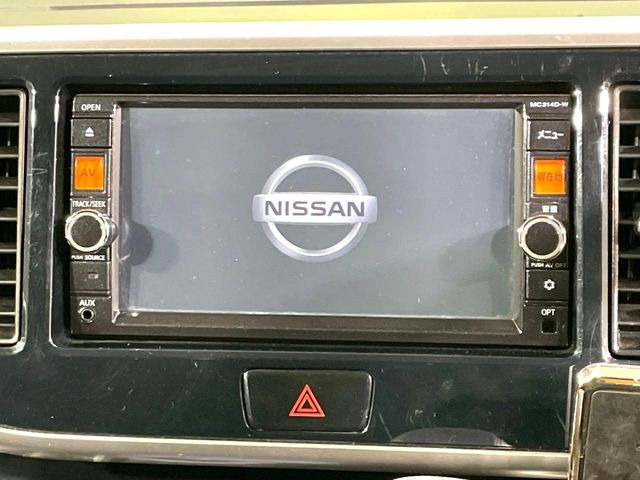 OPEN
MC314D-W
メニュー
AV
現在地
TRACK/SEEK
音量
NISSAN
PUSH SOURCE
PUSH AV OFF
AUX
OPT